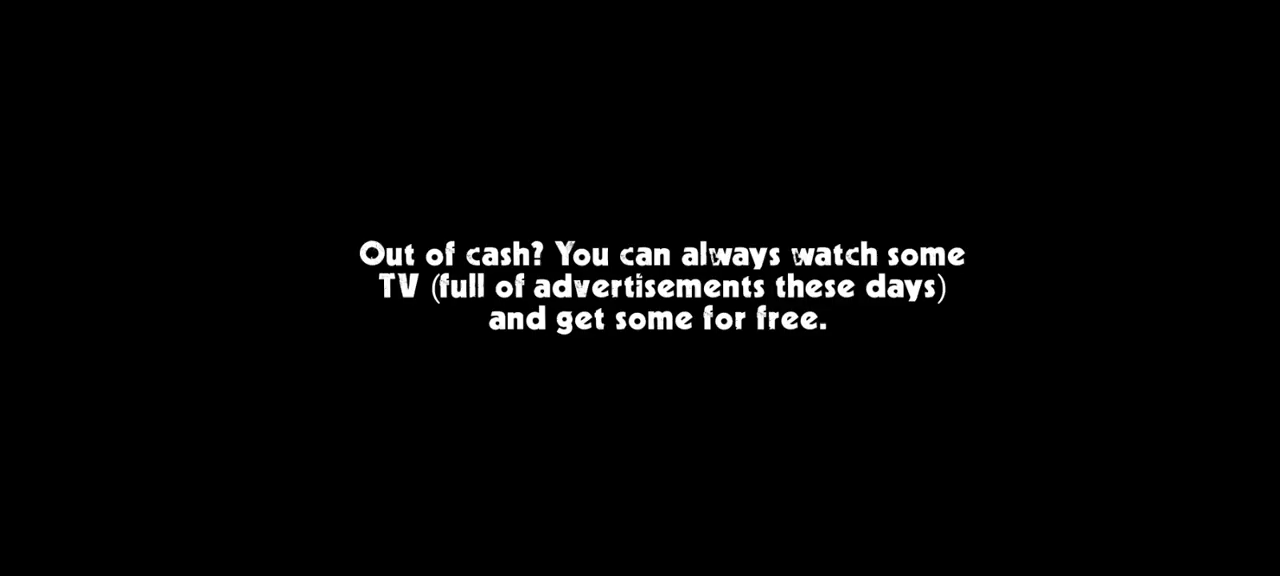 Out of cash? You can always watch some
TV (full of advertisements these days)
and get some for free.